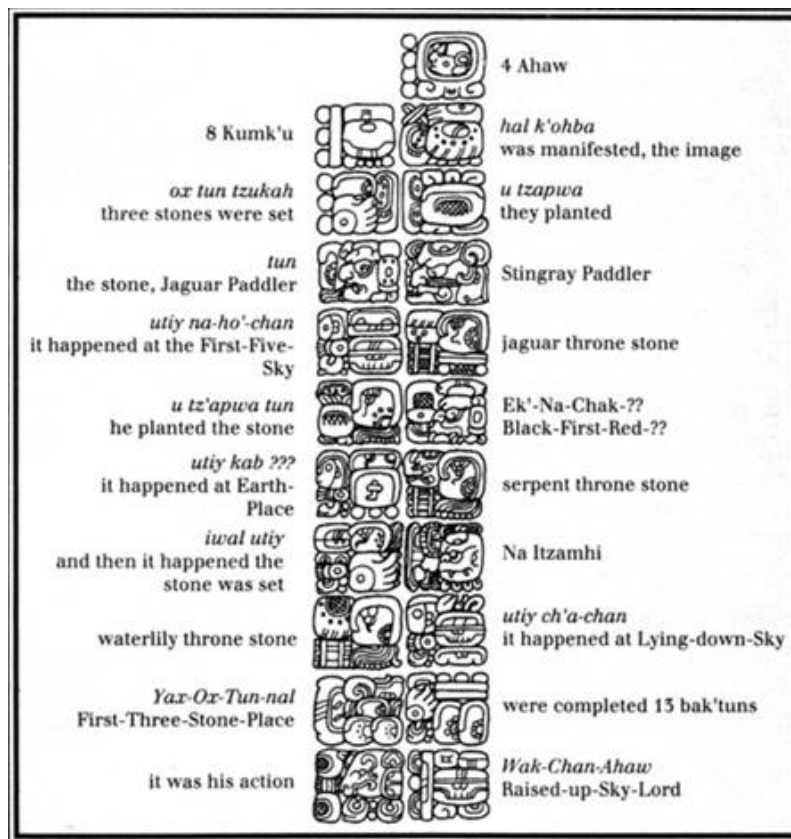 4 Ahaw
8 Kumk'u
hal k'ohba
was manifested, the image
ox tun tzukah
three stones were set
u tzapwa
they planted
tun
the stone, Jaguar Paddler
Stingray Paddler
utiy na-ho'-chan
it happened at the First-Five-
Sky
jaguar throne stone
u tz'apwa tun
he planted the stone
Ek'-Na-Chak-??
Black-First-Red-??
utiy kab ???
it happened at Earth-
Place
serpent throne stone
iwal utiy
and then it happened the
stone was set
Na Itzamhi
waterlily throne stone
utiy ch'a-chan
it happened at Lying-down-Sky
Yax-Ox-Tun-nal
First-Three-Stone-Place
were completed 13 bak'tuns
it was his action
Wak-Chan-Ahaw
Raised-up-Sky-Lord